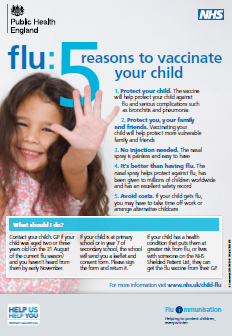 Public Health
England
NHS
flu: 5 reasons to vaccinate
your child
1. Protect your child. The vaccine
will help protect your child against
flu and serious complications such
as bronchitis and pneumonia
2. Protect you, your family
and friends. Vaccinating your
child will help protect more vulnerable
family and friends
3. No injection needed. The nasal
spray is painless and easy to have
4. It's better than having flu. The
nasal spray helps protect against flu, has
been given to millions of children worldwide
and has an excellent safety record
5. Avoid costs. If your child gets flu,
you may have to take time off work or
arrange alternative childcare
What should I do?
Contact your child's GP if your
child was aged two or three
years old (on the 31 August
of the current flu season)
and you haven't heard from
them by early November.
If your child is at primary
school or in year 7 of
secondary school, the school
will send you a leaflet and
consent form. Please sign
the form and return it.
If your child has a health
condition that puts them at
greater risk from flu, or lives
with someone on the NHS
Shielded Patient List, they can
get the flu vaccine from their GP.
For more information visit www.nhs.uk/child-flu
HELP US
HELP YOU
Flu immunisation
Helping to protect children,
every winter